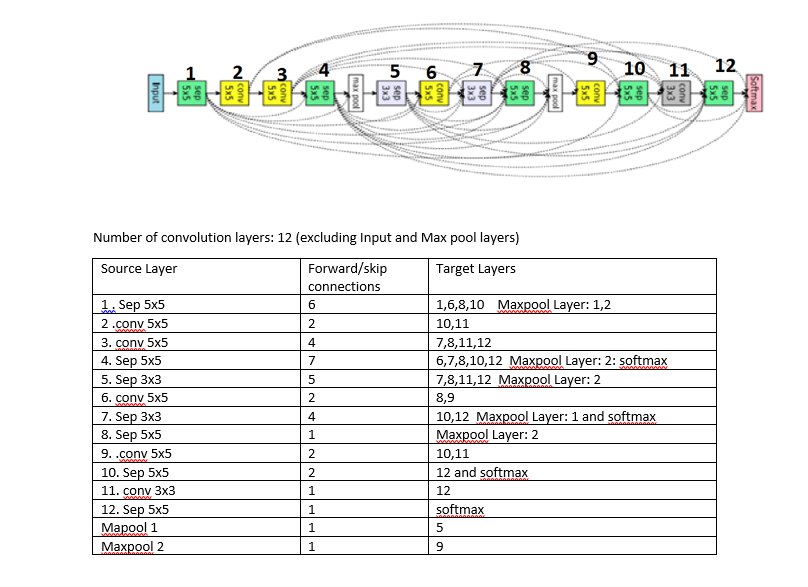 1 2 3 4 5 6 7 8 9 10 11 12
Input
sep 5x5
conv 5x5
conv 5x5
sep 5x5
max pool
sep 3x3
conv 5x5
sep 3x3
sep 5x5
max pool
conv 5x5
sep 5x5
conv 3x3
sep 5x5
Softmax
Number of convolution layers: 12 (excluding Input and Max pool layers)
Source Layer Forward/skip connections Target Layers
1. Sep 5x5 6 1,6,8,10 Maxpool Layer: 1,2
2 .conv 5x5 2 10,11
3. conv 5x5 4 7,8,11,12
4. Sep 5x5 7 6,7,8,10,12 Maxpool Layer: 2: softmax
5. Sep 3x3 5 7,8,11,12 Maxpool Layer: 2
6. conv 5x5 2 8,9
7. Sep 3x3 4 10,12 Maxpool Layer: 1 and softmax
8. Sep 5x5 1 Maxpool Layer: 2
9. .conv 5x5 2 10,11
10. Sep 5x5 2 12 and softmax
11. conv 3x3 1 12
12. Sep 5x5 1 softmax
Mapool 1 1 5
Maxpool 2 1 9